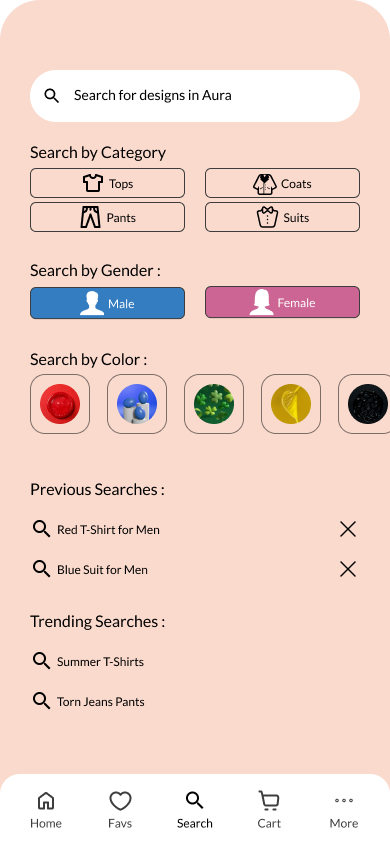 Search for designs in Aura
Search by Category
Tops
Coats
Pants
Suits
Search by Gender :
Male
Female
Search by Color :
Previous Searches :
Red T-Shirt for Men
Blue Suit for Men
Trending Searches :
Summer T-Shirts
Torn Jeans Pants
Home
Favs
Search
Cart
More